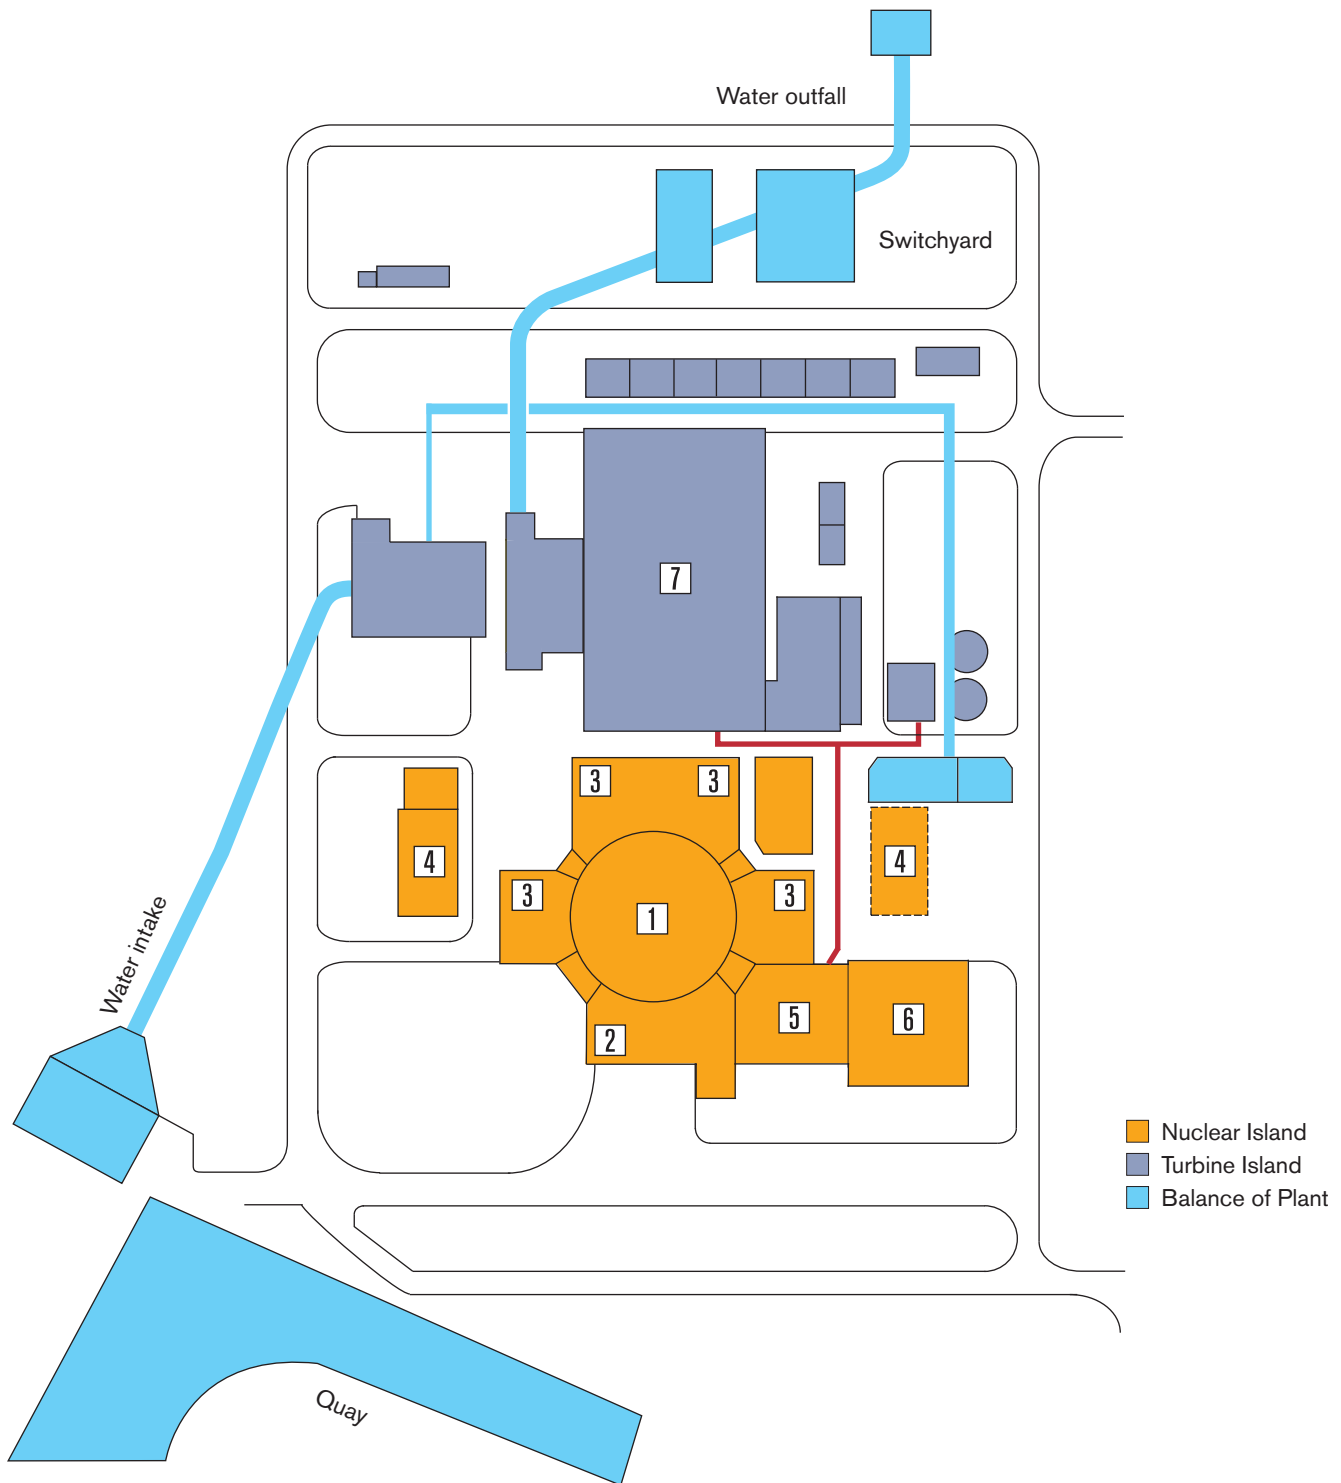 Water outfall
Switchyard
7
3
3
4
4
3
3
1
Water intake
5
6
2
Nuclear Island
Turbine Island
Balance of Plant
Quay